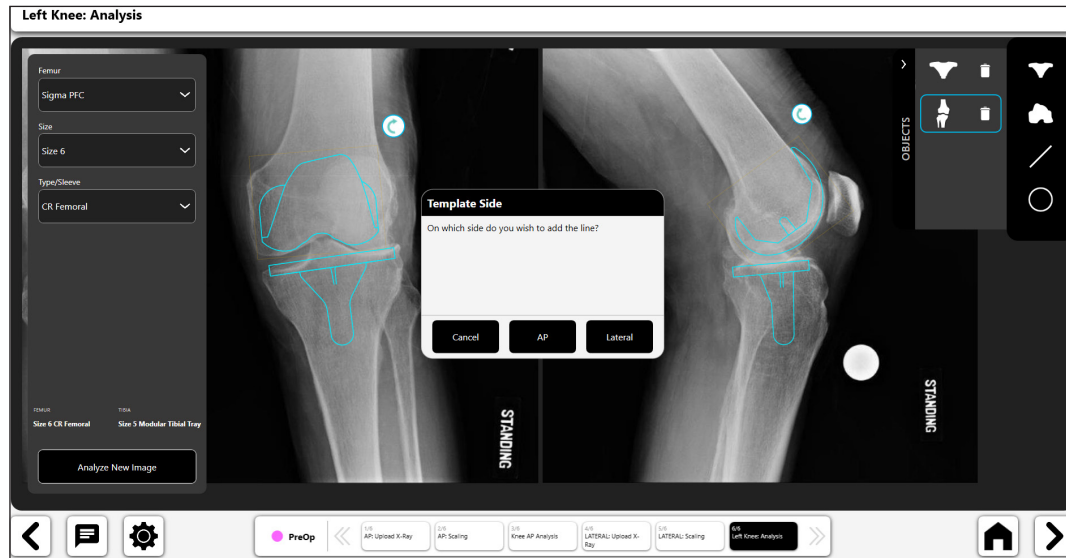 Left Knee: Analysis
Femur
Sigma PFC
Size
Size 6
Type/Sleeve
CR Femoral
FEMUR
TIBIA
Size 6 CR Femoral
Size 5 Modular Tibial Tray
Analyze New Image
STANDING
Template Side
On which side do you wish to add the line?
Cancel
AP
Lateral
STANDING
OBJECTS
PreOp
1/6
AP: Upload X-Ray
2/6
AP: Scaling
3/6
Knee AP Analysis
4/6
LATERAL: Upload X-
Ray
5/6
LATERAL: Scaling
6/6
Left Knee: Analysis